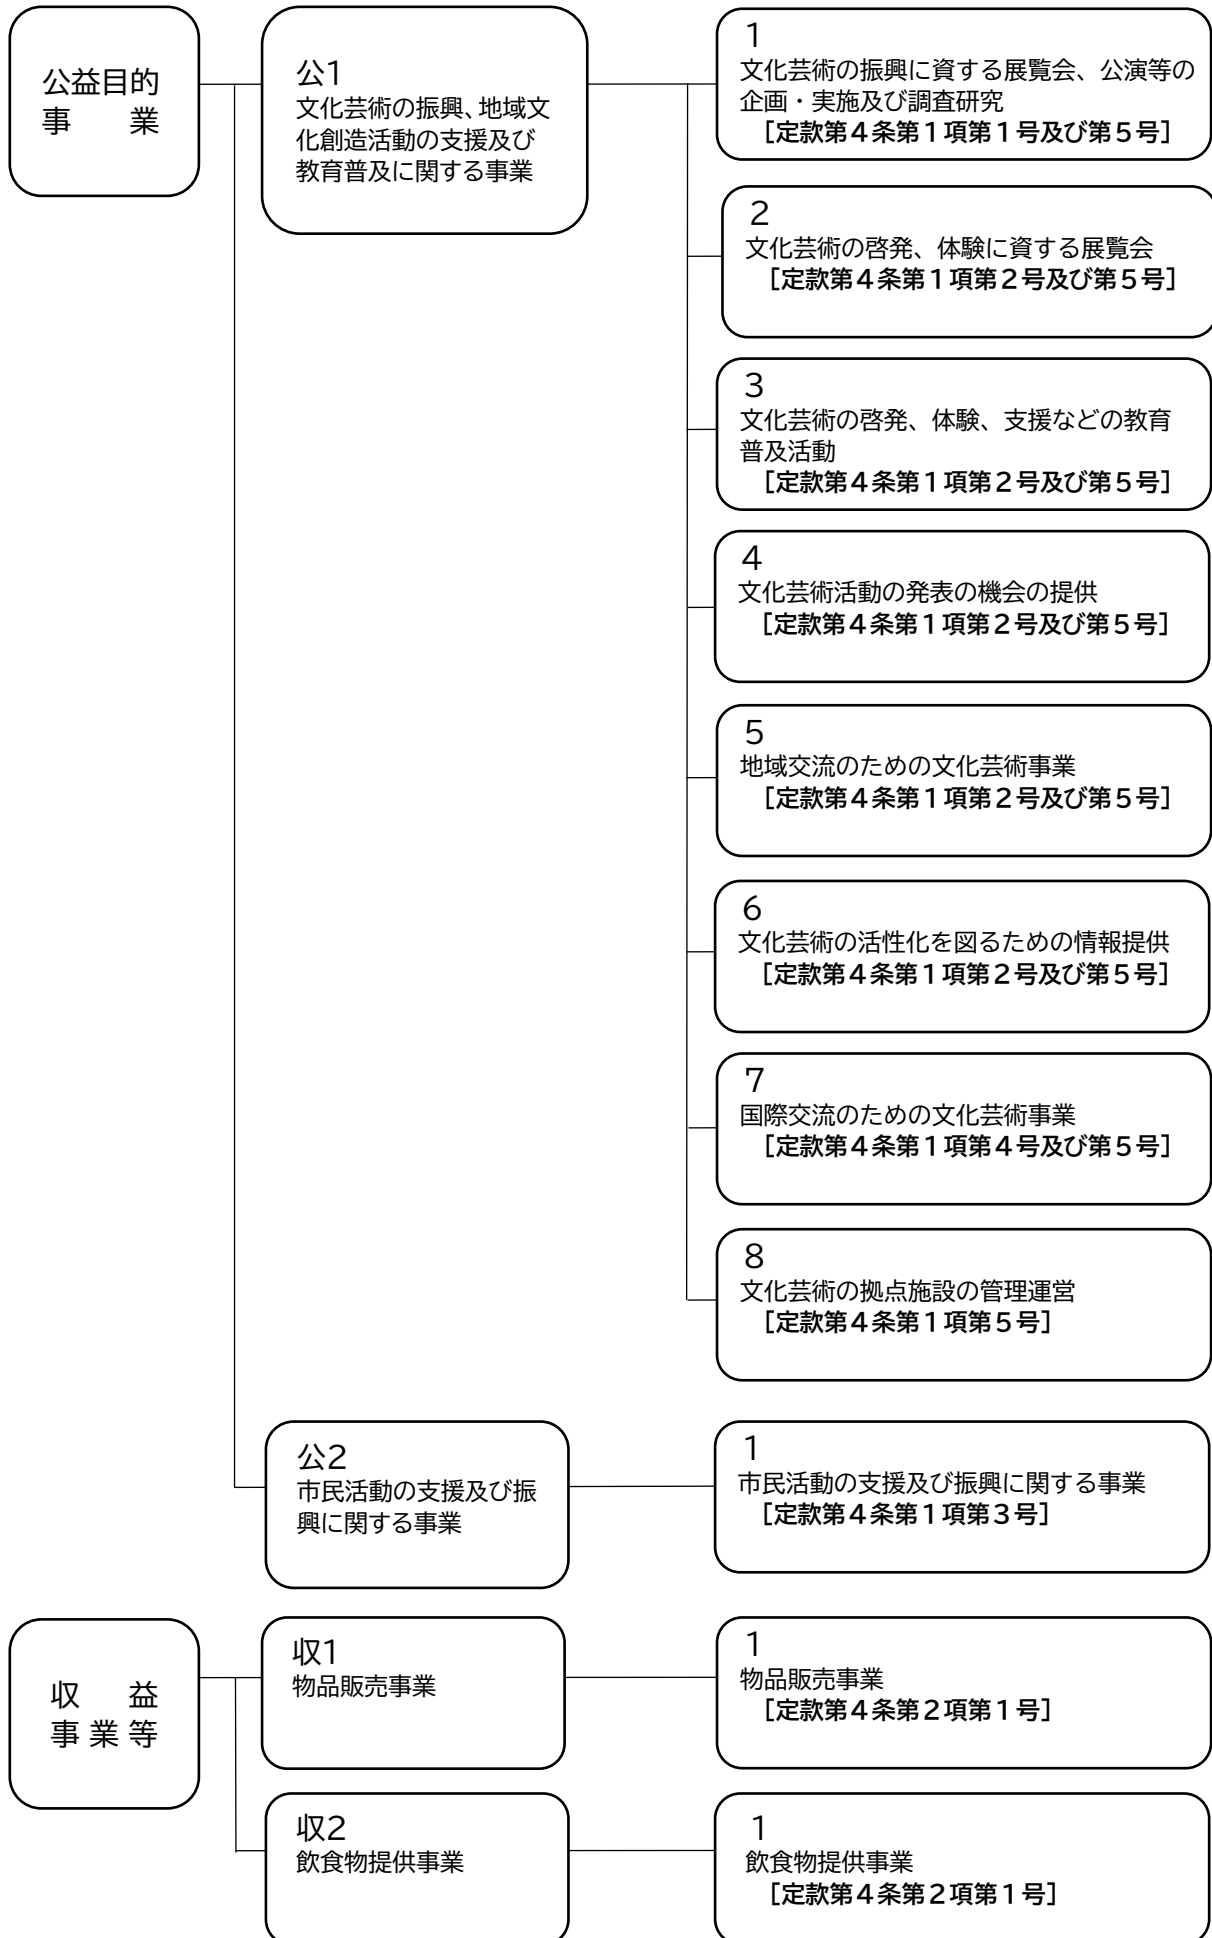 公益目的
事　業
公1
文化芸術の振興、地域文
化創造活動の支援及び
教育普及に関する事業
1
文化芸術の振興に資する展覧会、公演等の
企画・実施及び調査研究
［定款第４条第１項第１号及び第５号］
2
文化芸術の啓発、体験に資する展覧会
［定款第４条第１項第２号及び第５号］
3
文化芸術の啓発、体験、支援などの教育
普及活動
［定款第４条第１項第２号及び第５号］
4
文化芸術活動の発表の機会の提供
［定款第４条第１項第２号及び第５号］
5
地域交流のための文化芸術事業
［定款第４条第１項第２号及び第５号］
6
文化芸術の活性化を図るための情報提供
［定款第４条第１項第２号及び第５号］
7
国際交流のための文化芸術事業
［定款第４条第１項第４号及び第５号］
8
文化芸術の拠点施設の管理運営
［定款第４条第１項第５号］
公2
市民活動の支援及び振
興に関する事業
1
市民活動の支援及び振興に関する事業
［定款第４条第１項第３号］
収　益
事 業 等
収1
物品販売事業
1
物品販売事業
［定款第４条第２項第１号］
収2
飲食物提供事業
1
飲食物提供事業
［定款第４条第２項第１号］